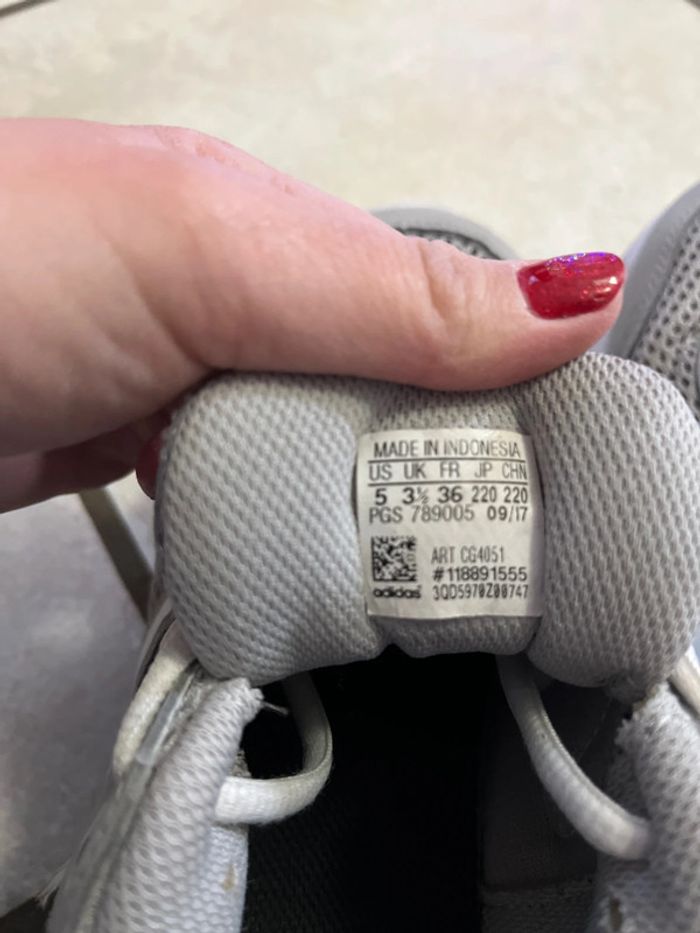 MADE IN INDONESIA
US UK FR JP CHN
5 3½ 36 220 220
PGS 789005 09/17
ART CG4051
#118891555
adidas 3QD5970Z00747